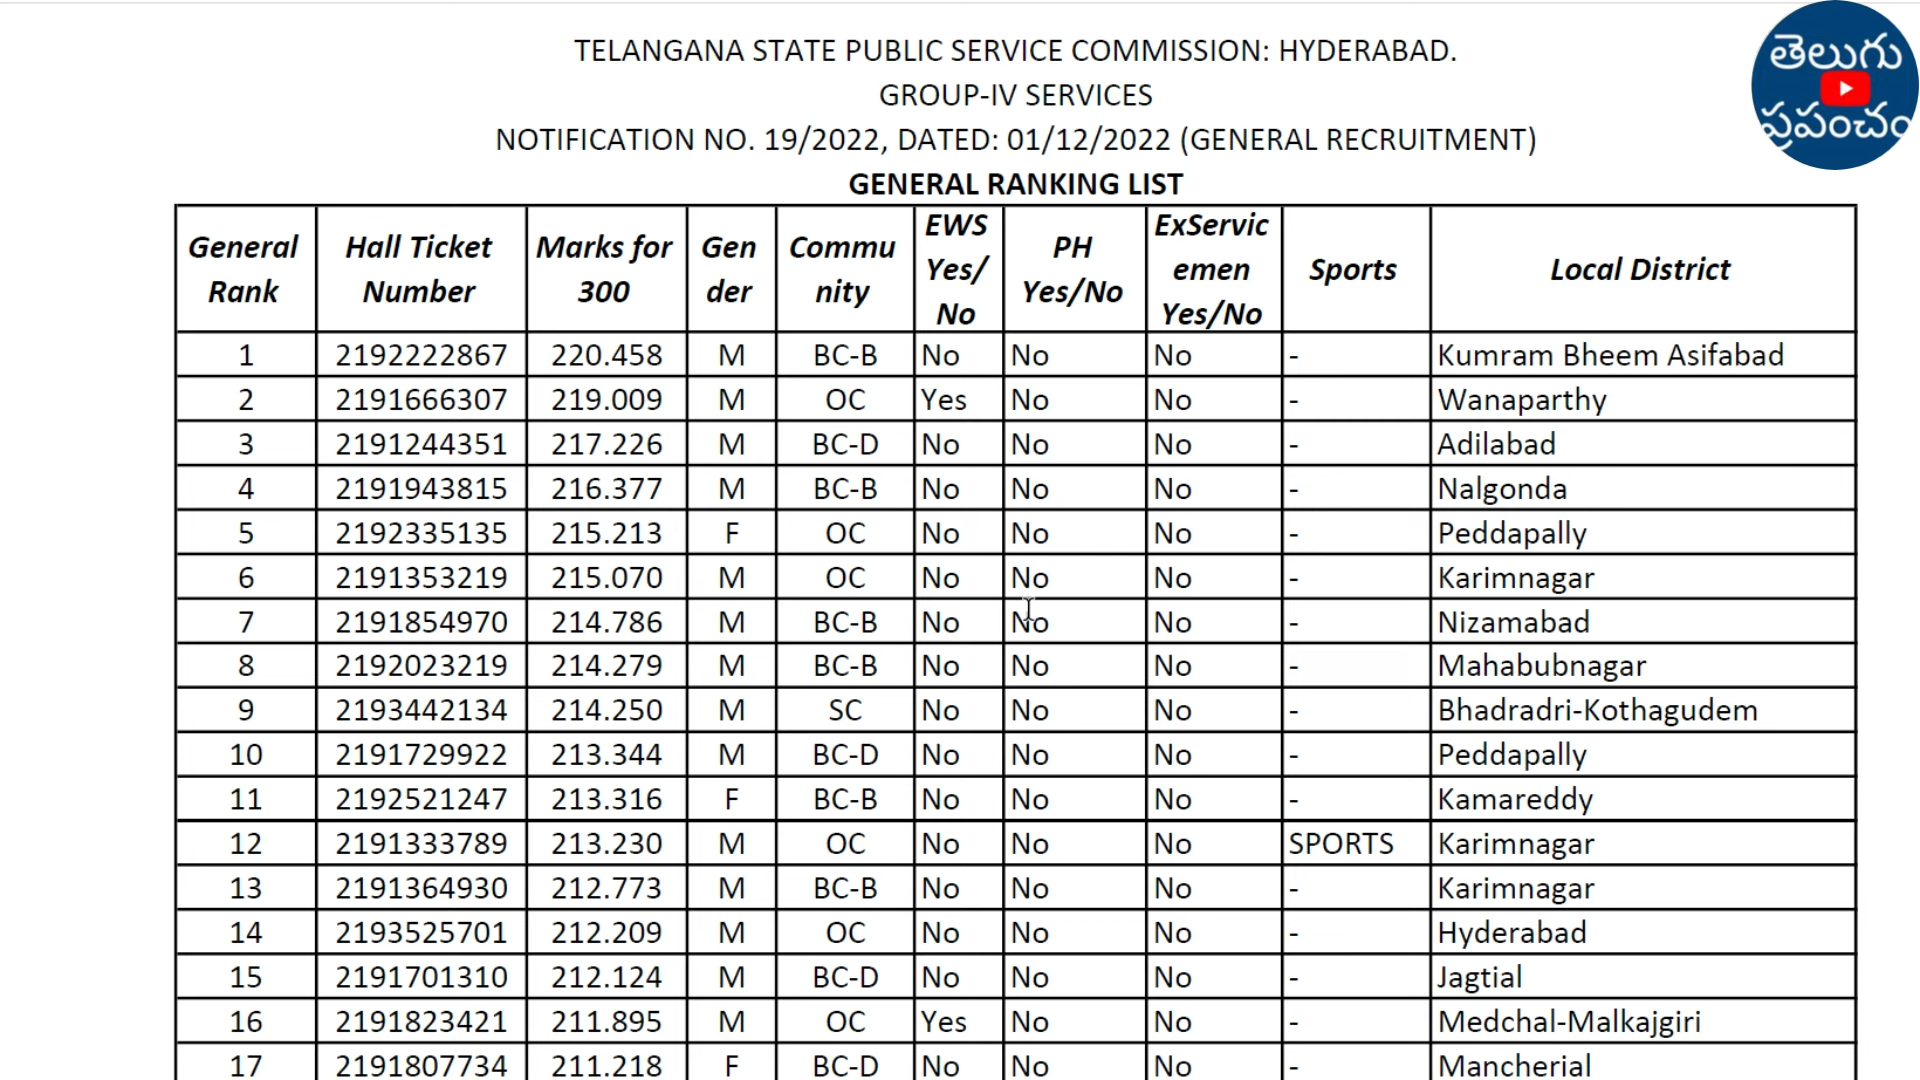 TELANGANA STATE PUBLIC SERVICE COMMISSION: HYDERABAD.
GROUP-IV SERVICES
NOTIFICATION NO. 19/2022, DATED: 01/12/2022 (GENERAL RECRUITMENT)
GENERAL RANKING LIST
తెలుగు
ప్రపంచం
General Rank Hall Ticket Number Marks for 300 Gen der Commu nity EWS Yes/ No PH Yes/No ExServic emen Yes/No Sports Local District
1 2192222867 220.458 M BC-B No No No - Kumram Bheem Asifabad
2 2191666307 219.009 M OC Yes No No - Wanaparthy
3 2191244351 217.226 M BC-D No No No - Adilabad
4 2191943815 216.377 M BC-B No No No - Nalgonda
5 2192335135 215.213 F OC No No No - Peddapally
6 2191353219 215.070 M OC No No No - Karimnagar
7 2191854970 214.786 M BC-B No No No - Nizamabad
8 2192023219 214.279 M BC-B No No No - Mahabubnagar
9 2193442134 214.250 M SC No No No - Bhadradri-Kothagudem
10 2191729922 213.344 M BC-D No No No - Peddapally
11 2192521247 213.316 F BC-B No No No - Kamareddy
12 2191333789 213.230 M OC No No No SPORTS Karimnagar
13 2191364930 212.773 M BC-B No No No - Karimnagar
14 2193525701 212.209 M OC No No No - Hyderabad
15 2191701310 212.124 M BC-D No No No - Jagtial
16 2191823421 211.895 M OC Yes No No - Medchal-Malkajgiri
17 2191807734 211.218 F BC-D No No No - Mancherial